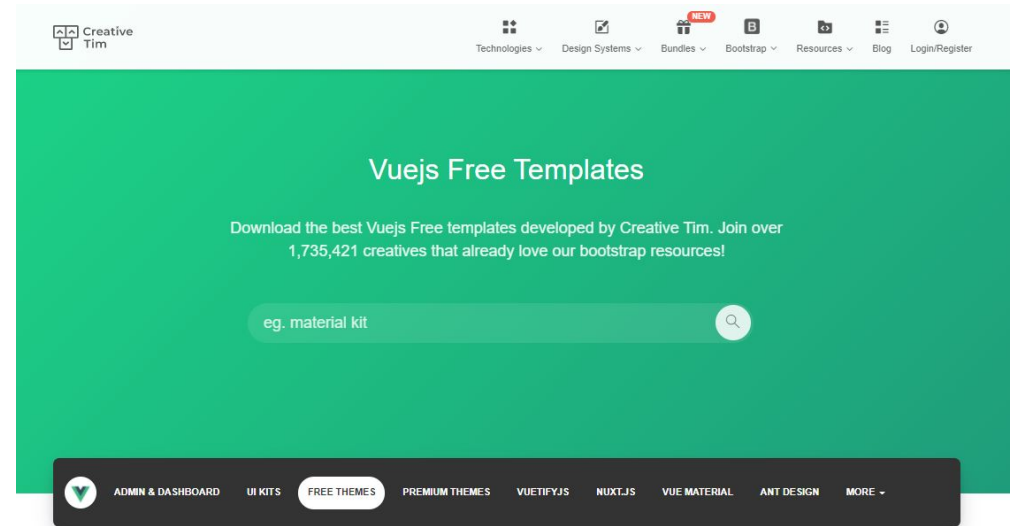 Creative
Tim
NEW
Technologies Design Systems Bundles Bootstrap Resources Blog Login/Register
Vuejs Free Templates
Download the best Vuejs Free templates developed by Creative Tim. Join over
1,735,421 creatives that already love our bootstrap resources!
eg. material kit
ADMIN & DASHBOARD UI KITS FREE THEMES PREMIUM THEMES VUETIFYJS NUXT.JS VUE MATERIAL ANT DESIGN MORE